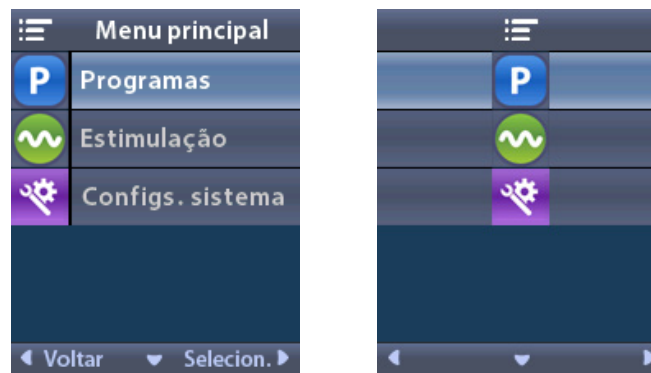 Menu principal
P Programas
Estimulação
Configs. sistema
Voltar Selecion.
P